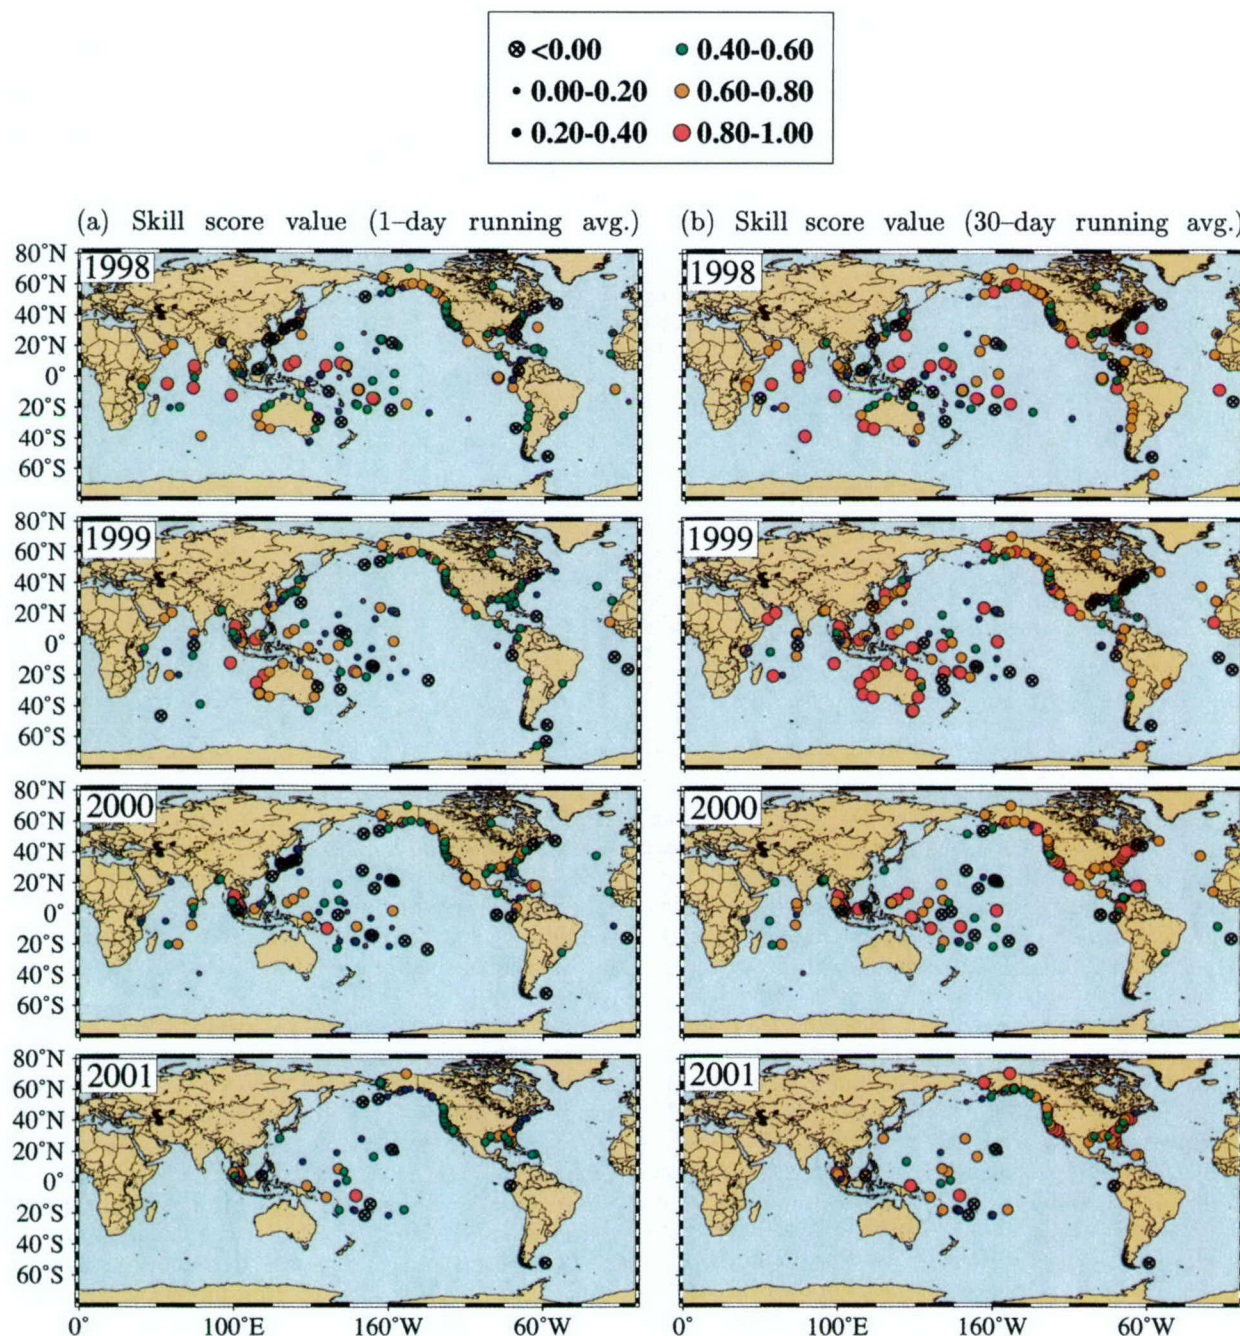 <0.00 0.40-0.60
0.00-0.20 0.60-0.80
0.20-0.40 0.80-1.00
(a) Skill score value (1–day running avg.)
(b) Skill score value (30–day running avg.)
80°N
60°N
40°N
20°N
0°
20°S
40°S
60°S
1998
1998
80°N
60°N
40°N
20°N
0°
20°S
40°S
60°S
1999
1999
80°N
60°N
40°N
20°N
0°
20°S
40°S
60°S
2000
2000
80°N
60°N
40°N
20°N
0°
20°S
40°S
60°S
2001
2001
0° 100°E 160°W 60°W
0° 100°E 160°W 60°W